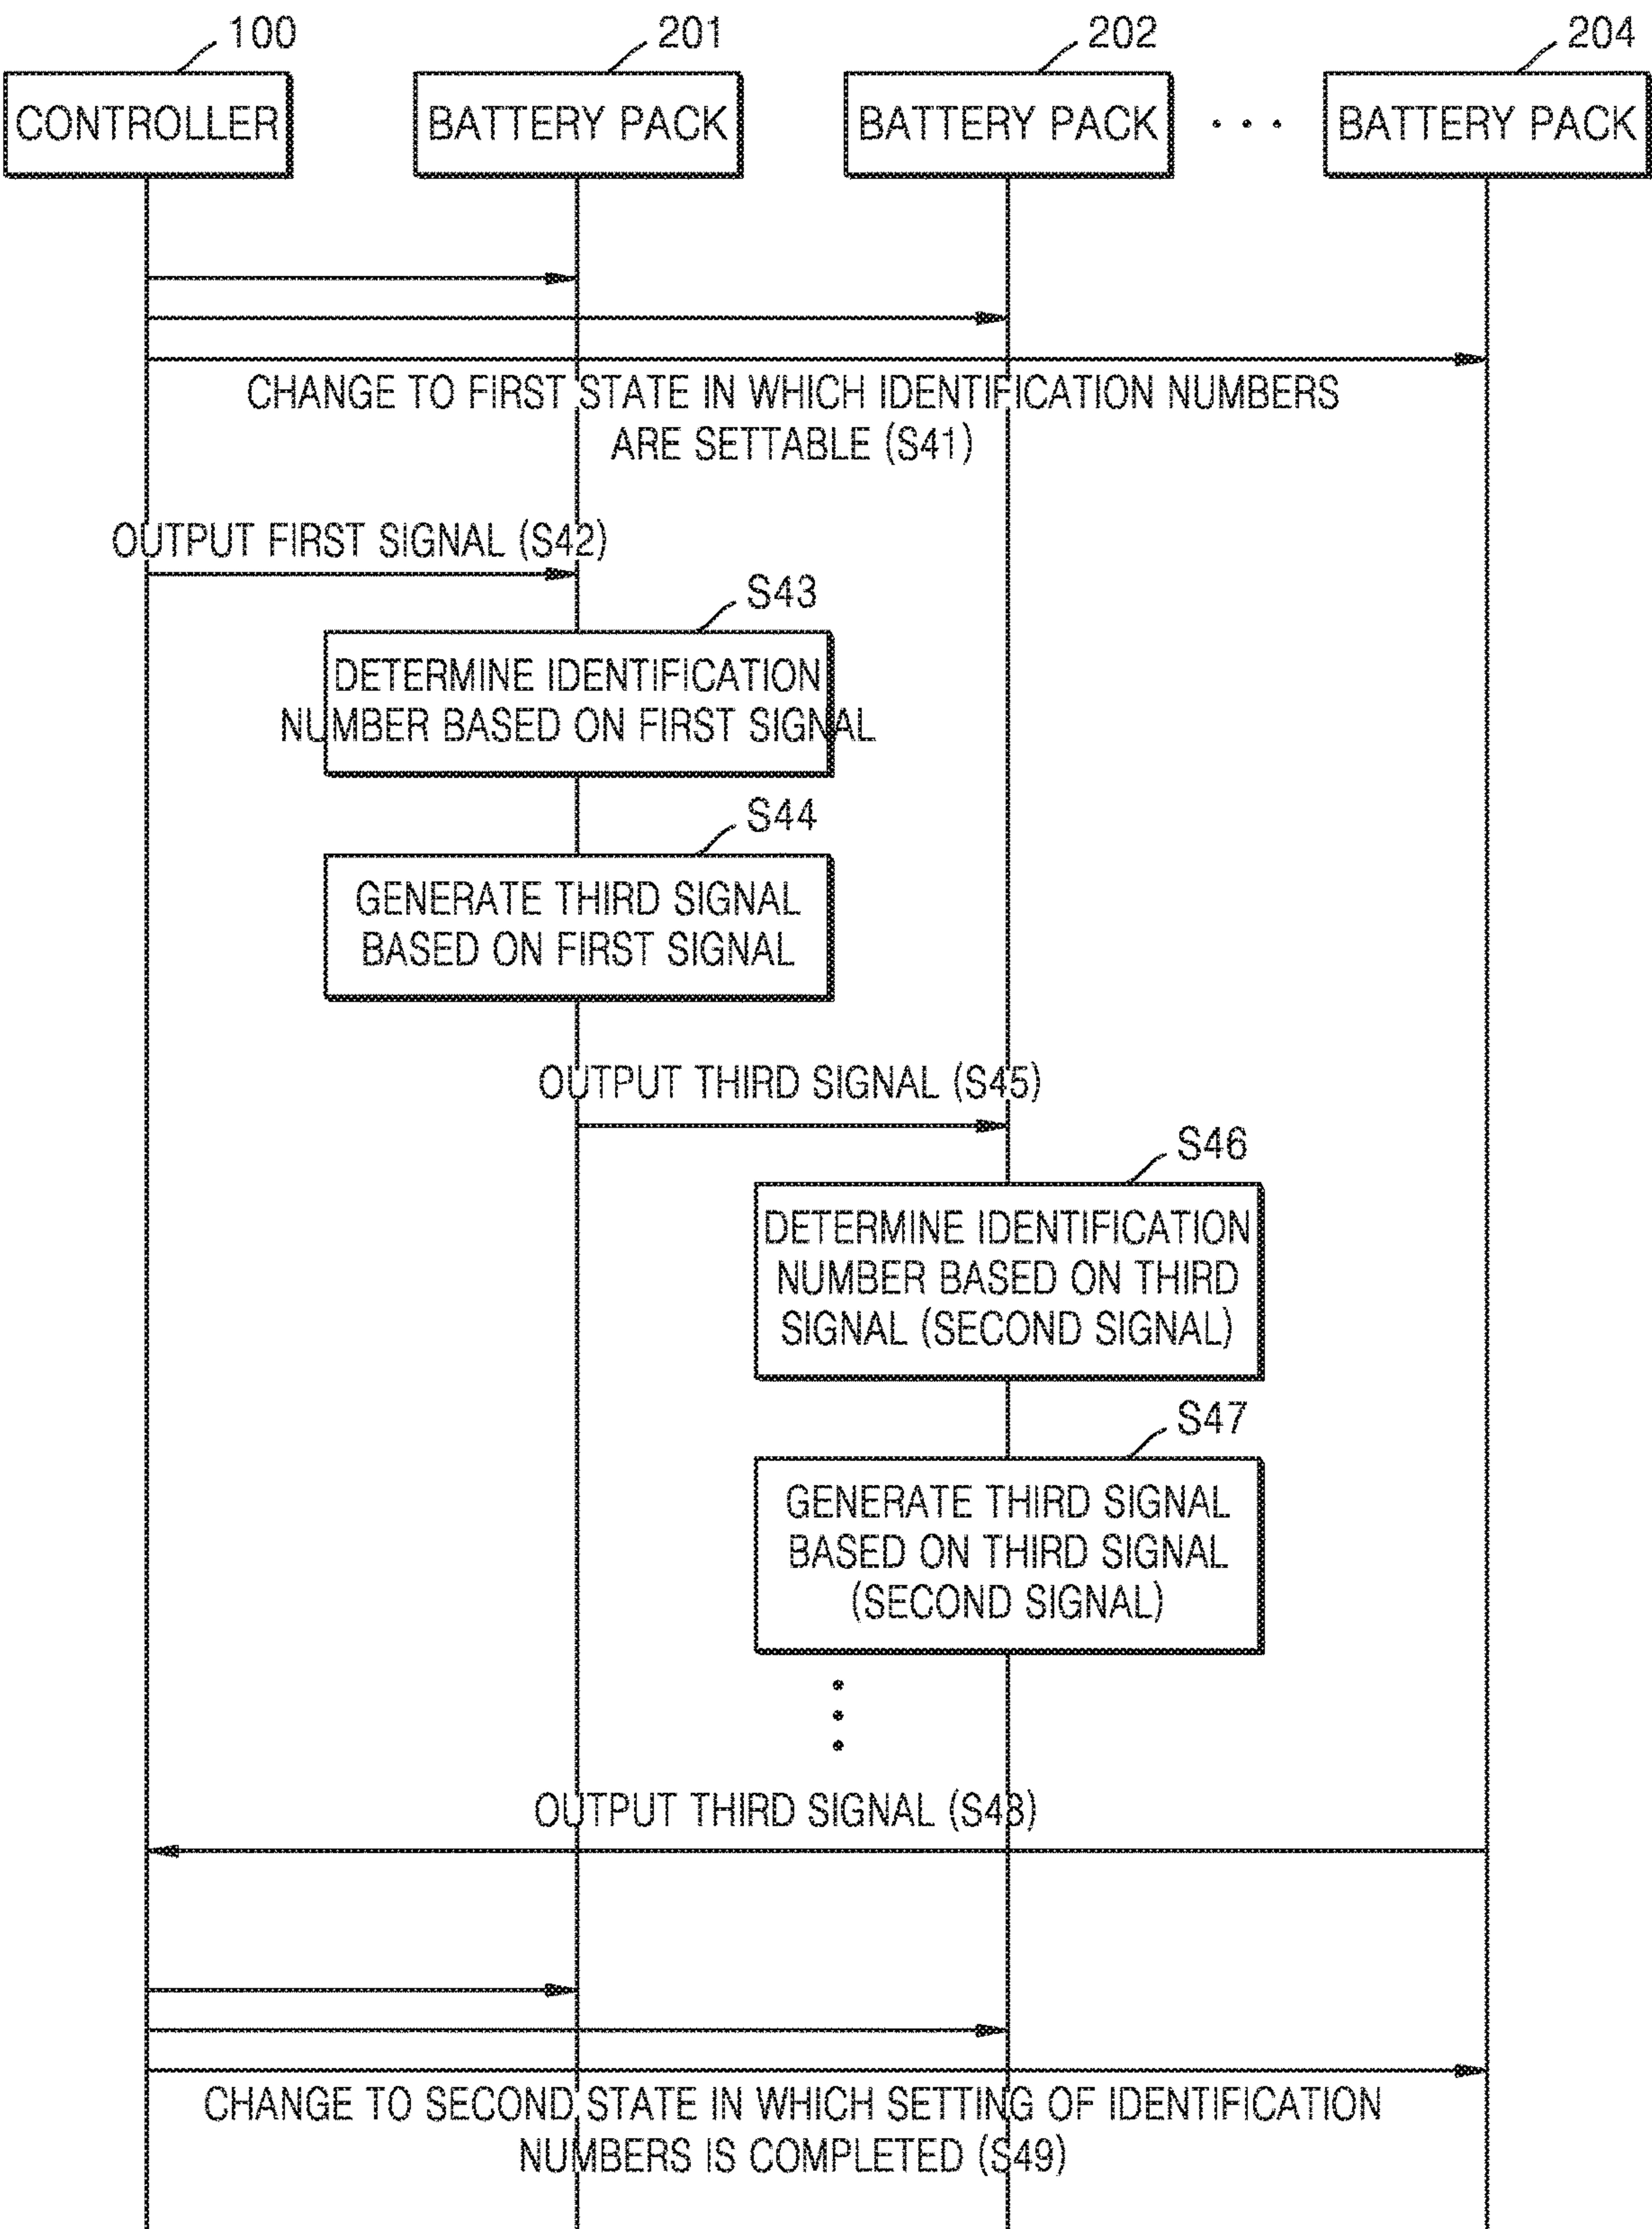 100
201
202
204
CONTROLLER
BATTERY PACK
BATTERY PACK
. . .
BATTERY PACK
CHANGE TO FIRST STATE IN WHICH IDENTIFICATION NUMBERS
ARE SETTABLE (S41)
OUTPUT FIRST SIGNAL (S42)
S43
DETERMINE IDENTIFICATION
NUMBER BASED ON FIRST SIGNAL
S44
GENERATE THIRD SIGNAL
BASED ON FIRST SIGNAL
OUTPUT THIRD SIGNAL (S45)
S46
DETERMINE IDENTIFICATION
NUMBER BASED ON THIRD
SIGNAL (SECOND SIGNAL)
S47
GENERATE THIRD SIGNAL
BASED ON THIRD SIGNAL
(SECOND SIGNAL)
OUTPUT THIRD SIGNAL (S48)
CHANGE TO SECOND STATE IN WHICH SETTING OF IDENTIFICATION
NUMBERS IS COMPLETED (S49)